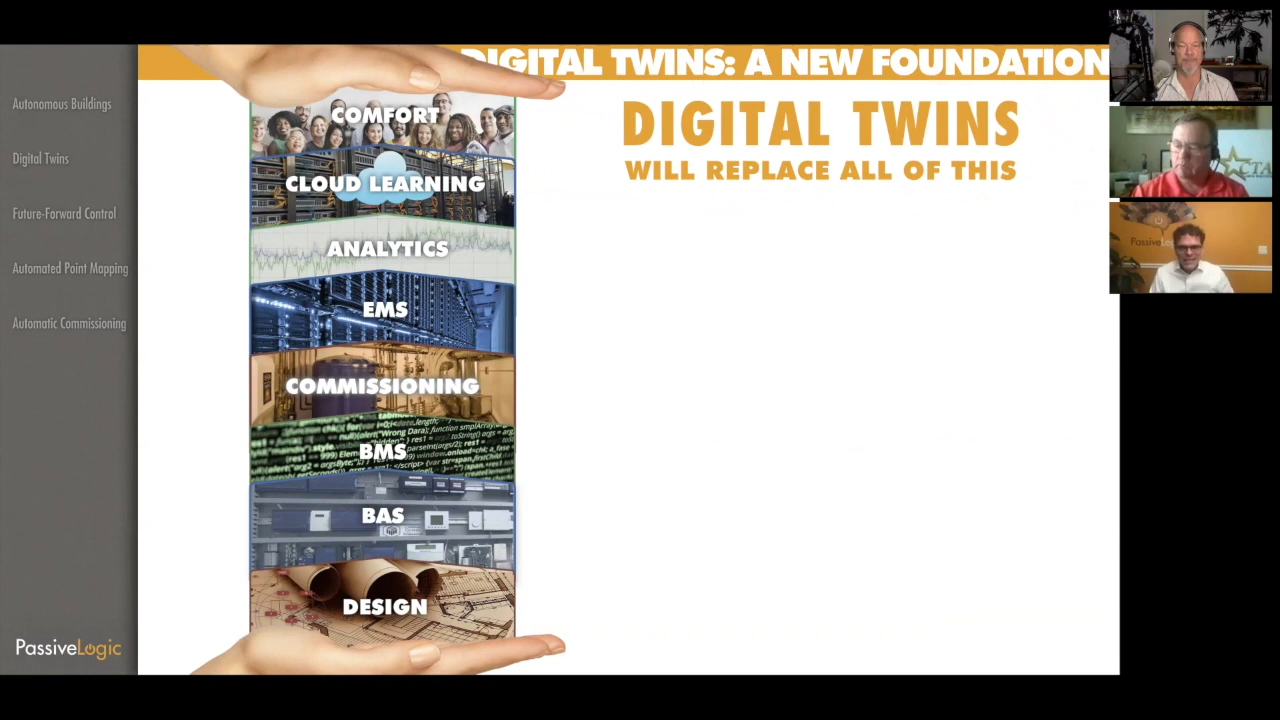 DIGITAL TWINS: A NEW FOUNDATION
Autonomous Buildings
Digital Twins
Future-Forward Control
Automated Point Mapping
Automatic Commissioning
PassiveLogic
COMFORT
CLOUD LEARNING
ANALYTICS
EMS
COMMISSIONING
BMS
BAS
DESIGN
DIGITAL TWINS
WILL REPLACE ALL OF THIS
CTA